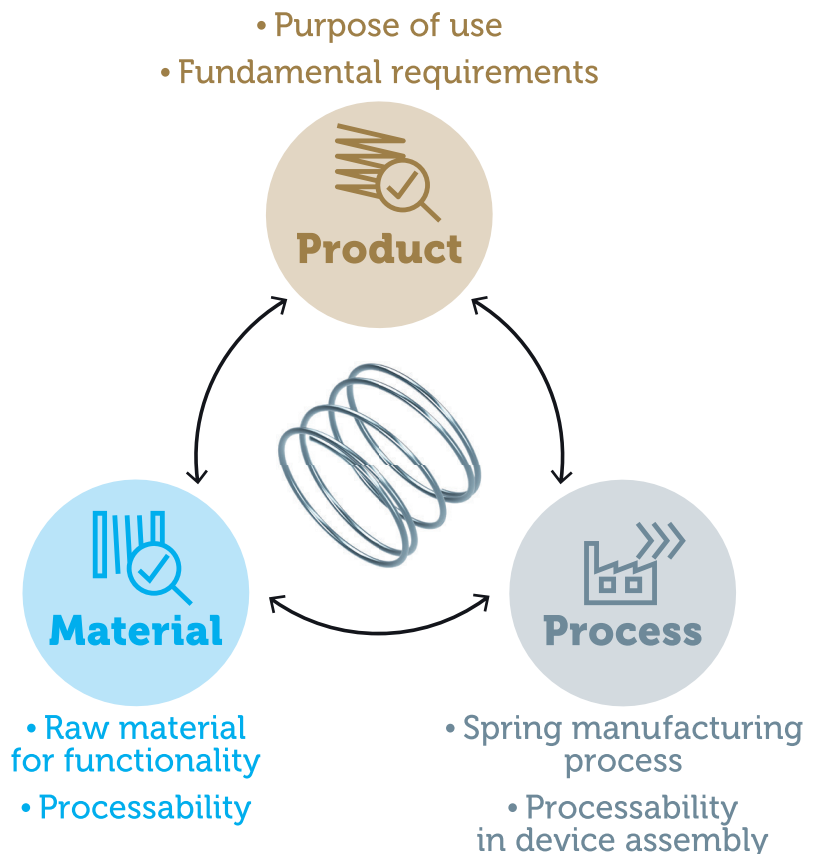 • Purpose of use
• Fundamental requirements
Product
Material
Process
• Raw material
for functionality
• Processability
• Spring manufacturing
process
• Processability
in device assembly